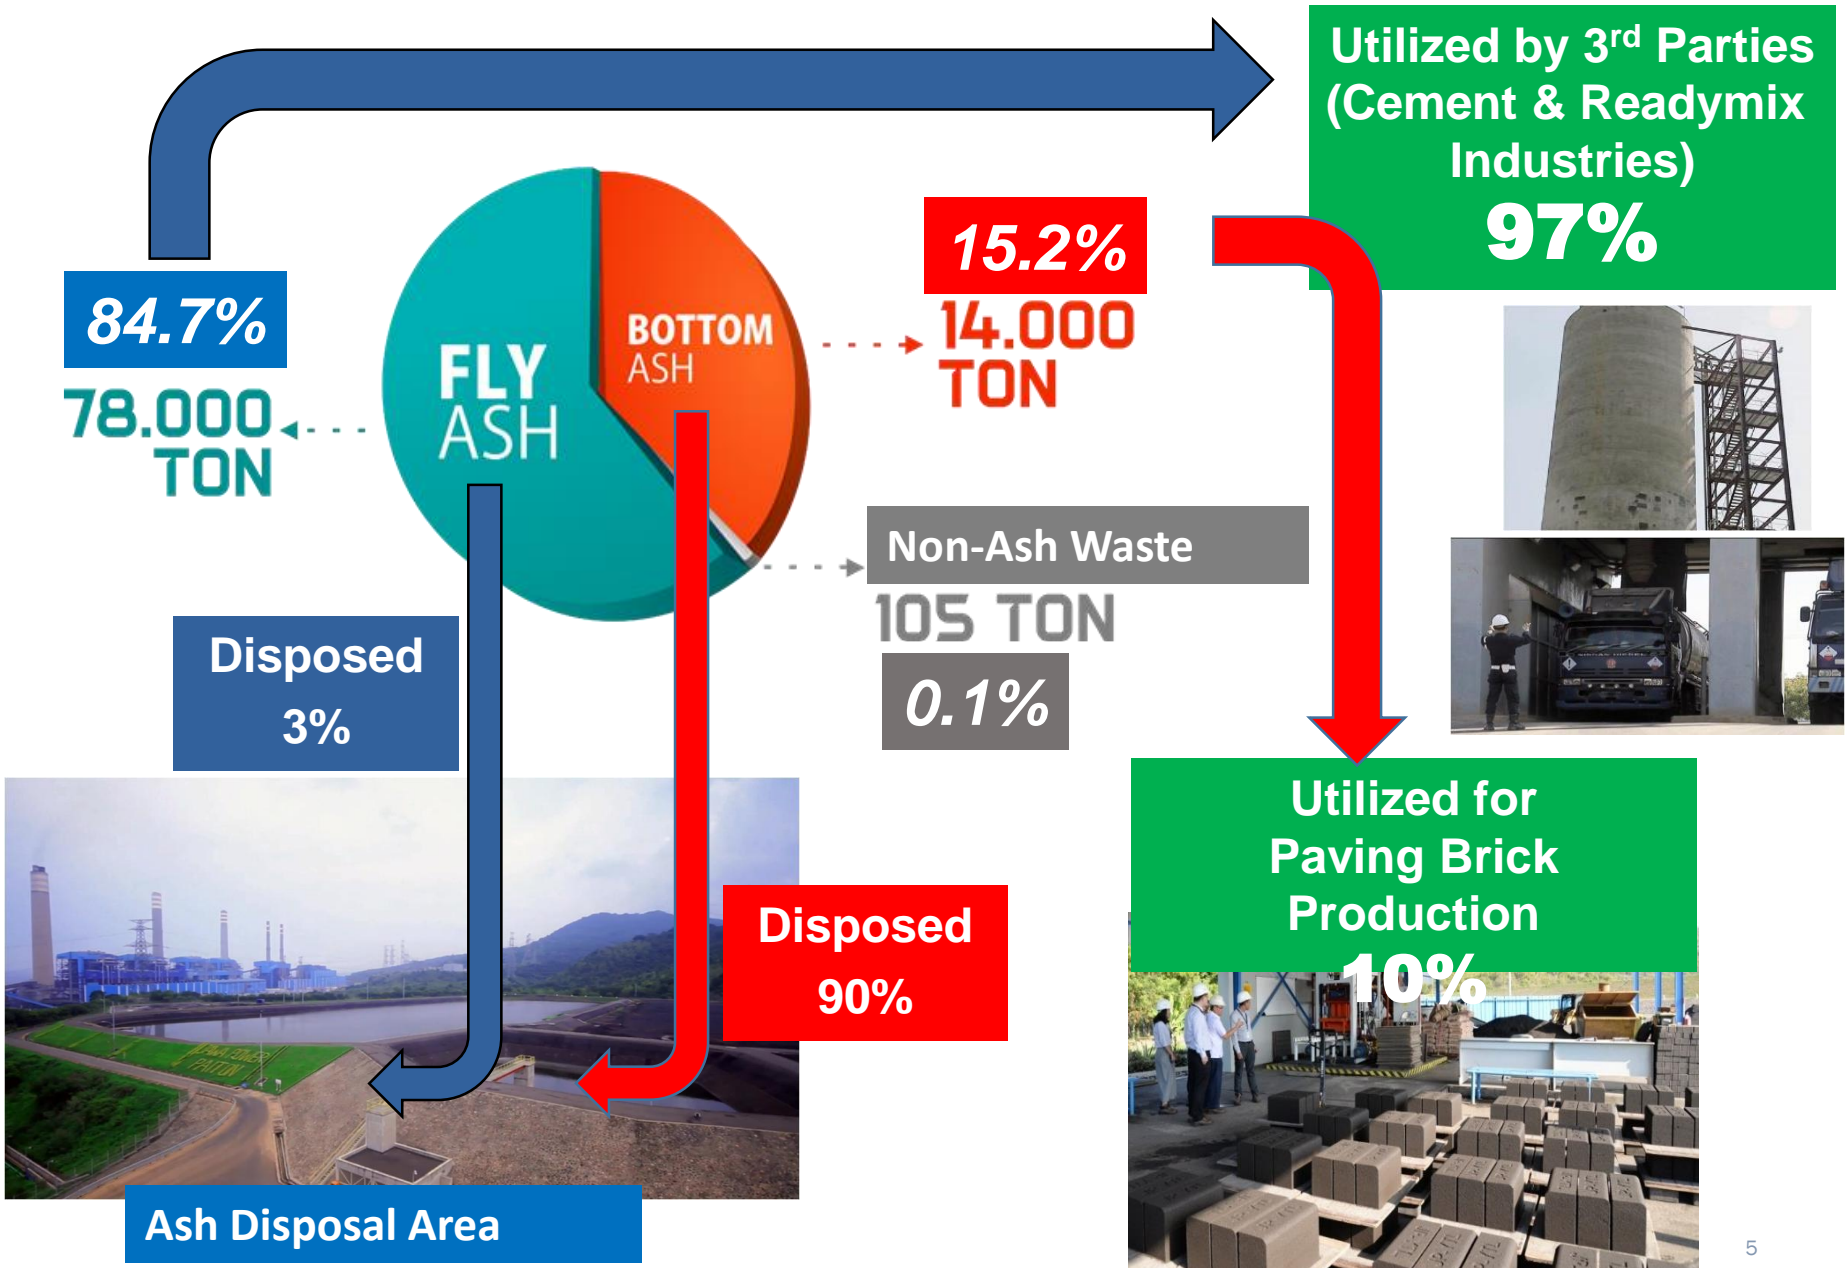 Utilized by 3rd Parties
(Cement & Readymix
Industries)
97%
15.2%
14.000
TON
84.7%
78.000
TON
FLY
ASH
BOTTOM
ASH
Non-Ash Waste
105 TON
0.1%
Disposed
3%
Disposed
90%
Utilized for
Paving Brick
Production
10%
PAITON
Ash Disposal Area
5